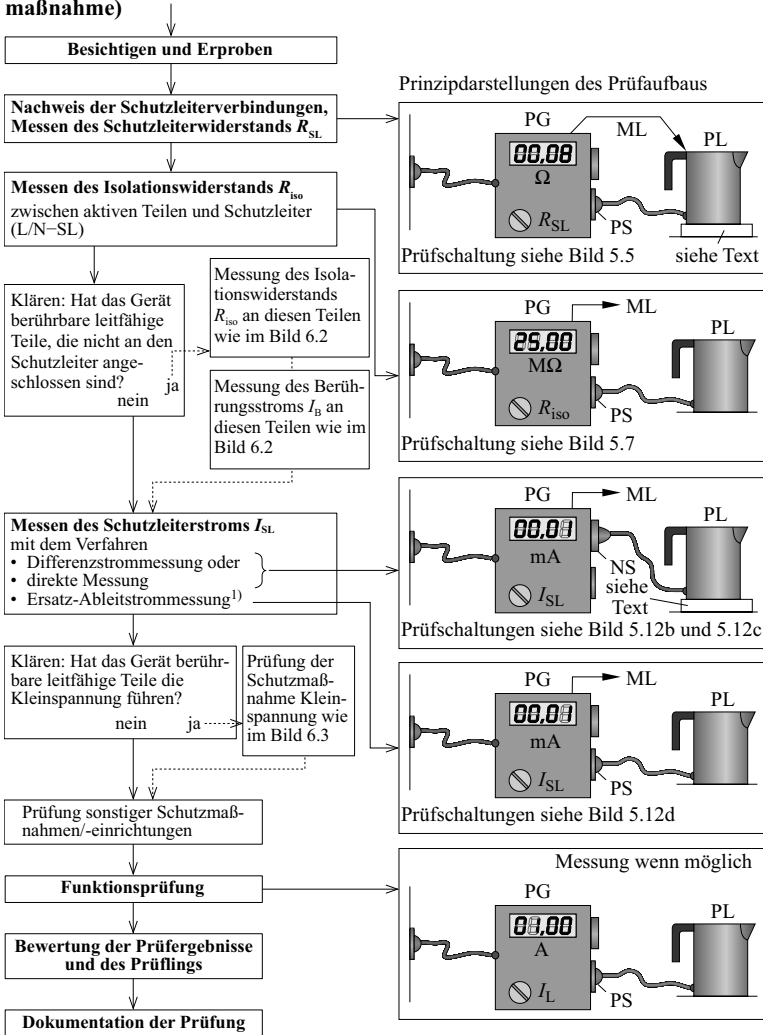 maßnahme)
Besichtigen und Erproben
Nachweis der Schutzleiterverbindungen,
Messen des Schutzleiterwiderstands R_SL
Messen des Isolationswiderstands R_iso
zwischen aktiven Teilen und Schutzleiter
(L/N−SL)
Klären: Hat das Gerät
berührbare leitfähige
Teile, die nicht an den
Schutzleiter ange-
schlossen sind?
ja
nein
Messung des Isola-
tionswiderstands
R_iso an diesen Teilen
wie im Bild 6.2
Messung des Berüh-
rungsstroms I_B an
diesen Teilen wie im
Bild 6.2
Messen des Schutzleiterstroms I_SL
mit dem Verfahren
• Differenzstrommessung oder
• direkte Messung
• Ersatz-Ableitstrommessung¹⁾
Klären: Hat das Gerät berühr-
bare leitfähige Teile die
Kleinspannung führen?
nein ja
Prüfung der
Schutzmaß-
nahme Klein-
spannung wie
im Bild 6.3
Prüfung sonstiger Schutzmaß-
nahmen/-einrichtungen
Funktionsprüfung
Bewertung der Prüfergebnisse
und des Prüflings
Dokumentation der Prüfung
Prinzipdarstellungen des Prüfaufbaus
PG
ML
PL
00,08
Ω
R_SL
PS
Prüfschaltung siehe Bild 5.5
siehe Text
PG
ML
PL
25,00
MΩ
R_iso
PS
Prüfschaltung siehe Bild 5.7
PG
ML
PL
00,01
mA
NS
siehe
Text
I_SL
Prüfschaltungen siehe Bild 5.12b und 5.12c
PG
ML
PL
00,01
mA
I_SL
PS
Prüfschaltungen siehe Bild 5.12d
Messung wenn möglich
PG
PL
01,00
A
I_L
PS